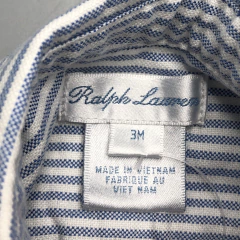 Ralph Lauren
3M
MADE IN VIETNAM
FABRIQUE AU
VIET NAM